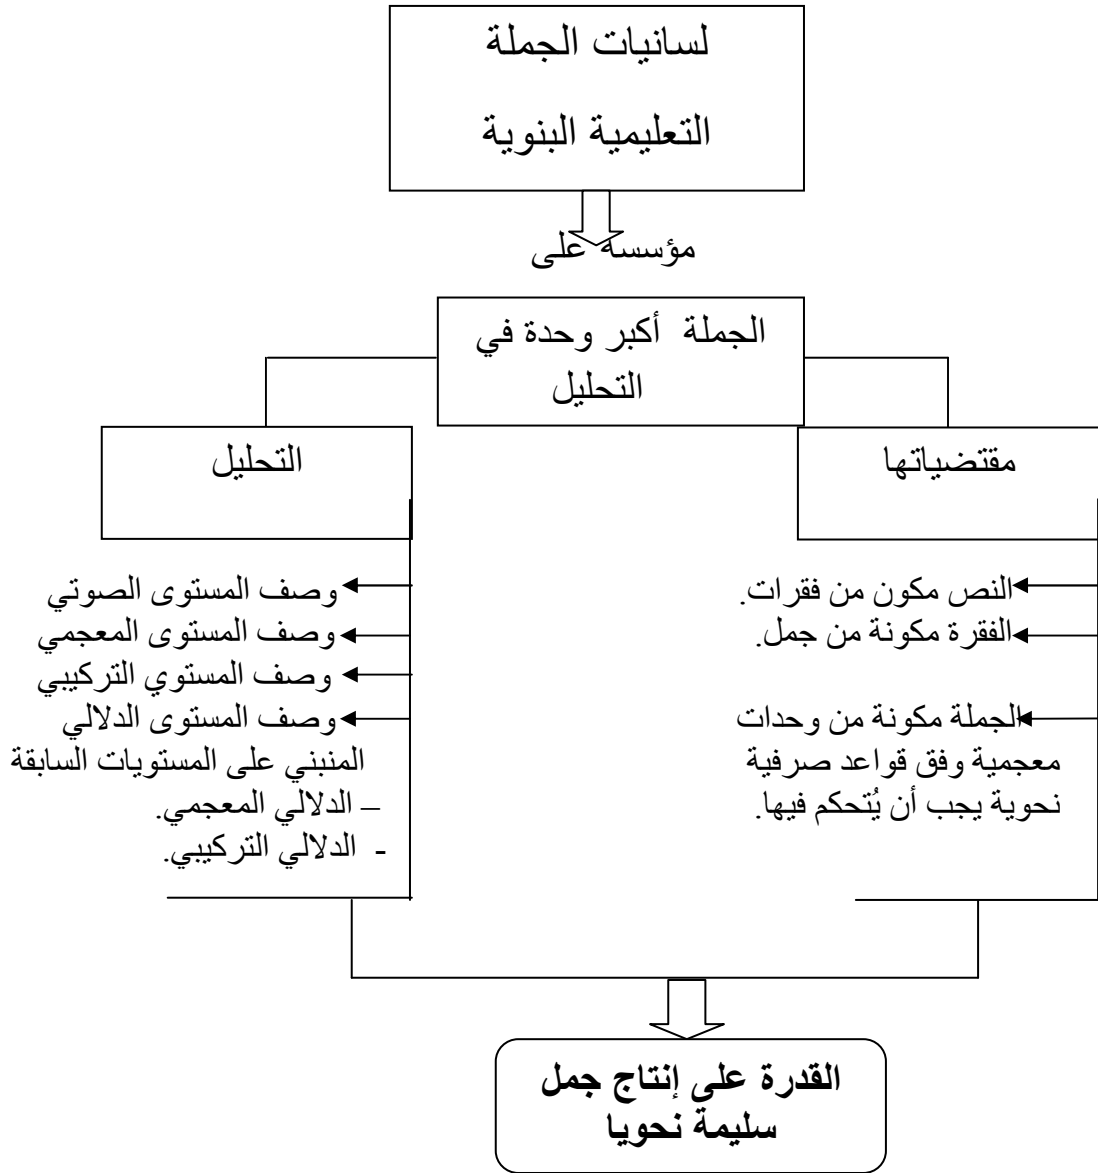 لسانيات الجملة
التعليمية البنوية
مؤسسة على
الجملة أكبر وحدة في
التحليل
مقتضياتها
النص مكون من فقرات.
الفقرة مكونة من جمل.
الجملة مكونة من وحدات
معجمية وفق قواعد صرفية
نحوية يجب أن يُتحكم فيها.
التحليل
وصف المستوى الصوتي
وصف المستوى المعجمي
وصف المستوي التركيبي
وصف المستوى الدلالي
المنبني على المستويات السابقة
– الدلالي المعجمي.
- الدلالي التركيبي.
القدرة على إنتاج جمل
سليمة نحويا